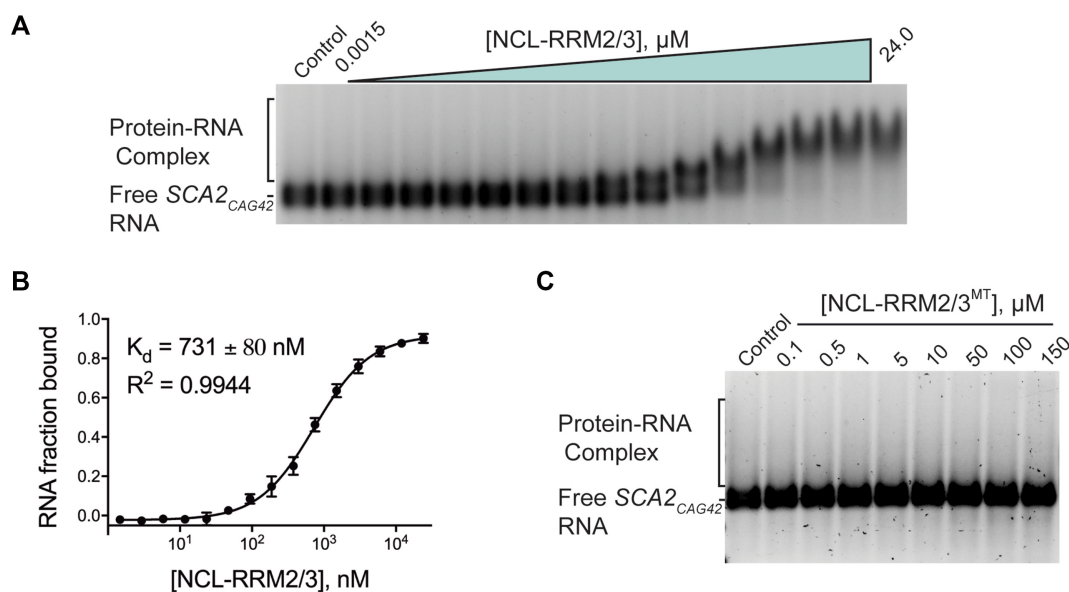 A
Control
0.0015
[NCL-RRM2/3], µM
24.0
Protein-RNA
Complex
Free SCA2CAG42
RNA
B
RNA fraction bound
1.0
0.8
0.6
0.4
0.2
0.0
Kd = 731 ± 80 nM
R² = 0.9944
10¹ 10² 10³ 10⁴
[NCL-RRM2/3], nM
C
[NCL-RRM2/3ᴹᵀ], µM
Control 0.1 0.5 1 5 10 50 100 150
Protein-RNA
Complex
Free SCA2CAG42
RNA